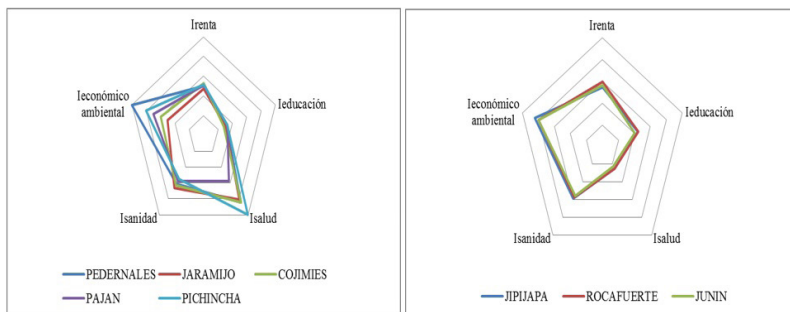 Irenta
Ieducación
Isalud
Isanidad
Ieconómico
ambiental
PEDERNALES JARAMIJO COJIMIES
PAJAN PICHINCHA
Irenta
Ieducación
Isalud
Isanidad
Ieconómico
ambiental
JIPIJAPA ROCAFUERTE JUNIN